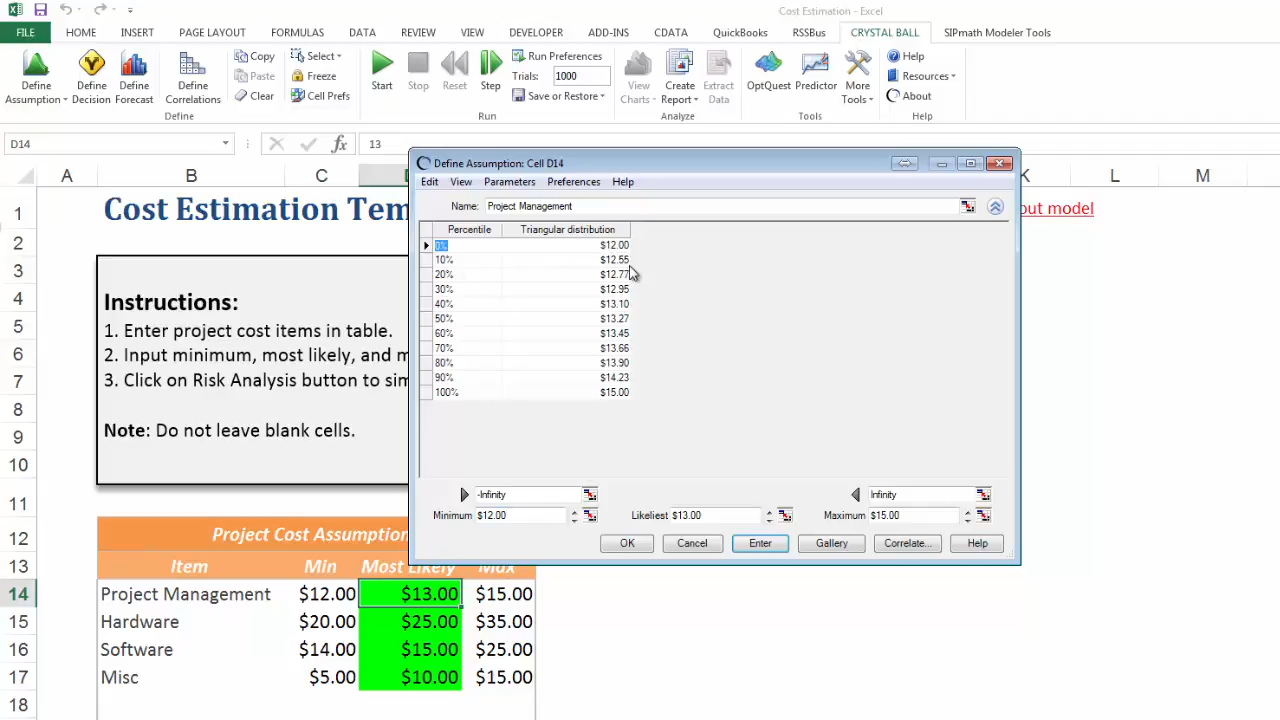 Cost Estimation - Excel
FILE HOME INSERT PAGE LAYOUT FORMULAS DATA REVIEW VIEW DEVELOPER ADD-INS CDATA QuickBooks RSSBus CRYSTAL BALL SIPmath Modeler Tools
Define Assumption
Define Decision
Define Forecast
Define Correlations
Copy
Paste
Clear
Select
Freeze
Cell Prefs
Define
Start
Stop
Reset
Step
Run Preferences
Trials: 1000
Save or Restore
Run
View Charts
Create Report
Extract Data
Analyze
OptQuest
Predictor
More Tools
Tools
Help
Resources
About
Help
D14
fx
13
A B C D K L M
Define Assumption: Cell D14
Edit View Parameters Preferences Help
Name: Project Management
Percentile Triangular distribution
0% $12.00
10% $12.55
20% $12.77
30% $12.95
40% $13.10
50% $13.27
60% $13.45
70% $13.66
80% $13.90
90% $14.23
100% $15.00
-Infinity Infinity
Minimum $12.00 Likeliest $13.00 Maximum $15.00
OK Cancel Enter Gallery Correlate... Help
1 Cost Estimation Tem put model
2
3
4 Instructions:
5 1. Enter project cost items in table.
6 2. Input minimum, most likely, and m
7 3. Click on Risk Analysis button to sim
8
9 Note: Do not leave blank cells.
10
11
12 Project Cost Assumption
13 Item Min Most Likely Max
14 Project Management $12.00 $13.00 $15.00
15 Hardware $20.00 $25.00 $35.00
16 Software $14.00 $15.00 $25.00
17 Misc $5.00 $10.00 $15.00
18